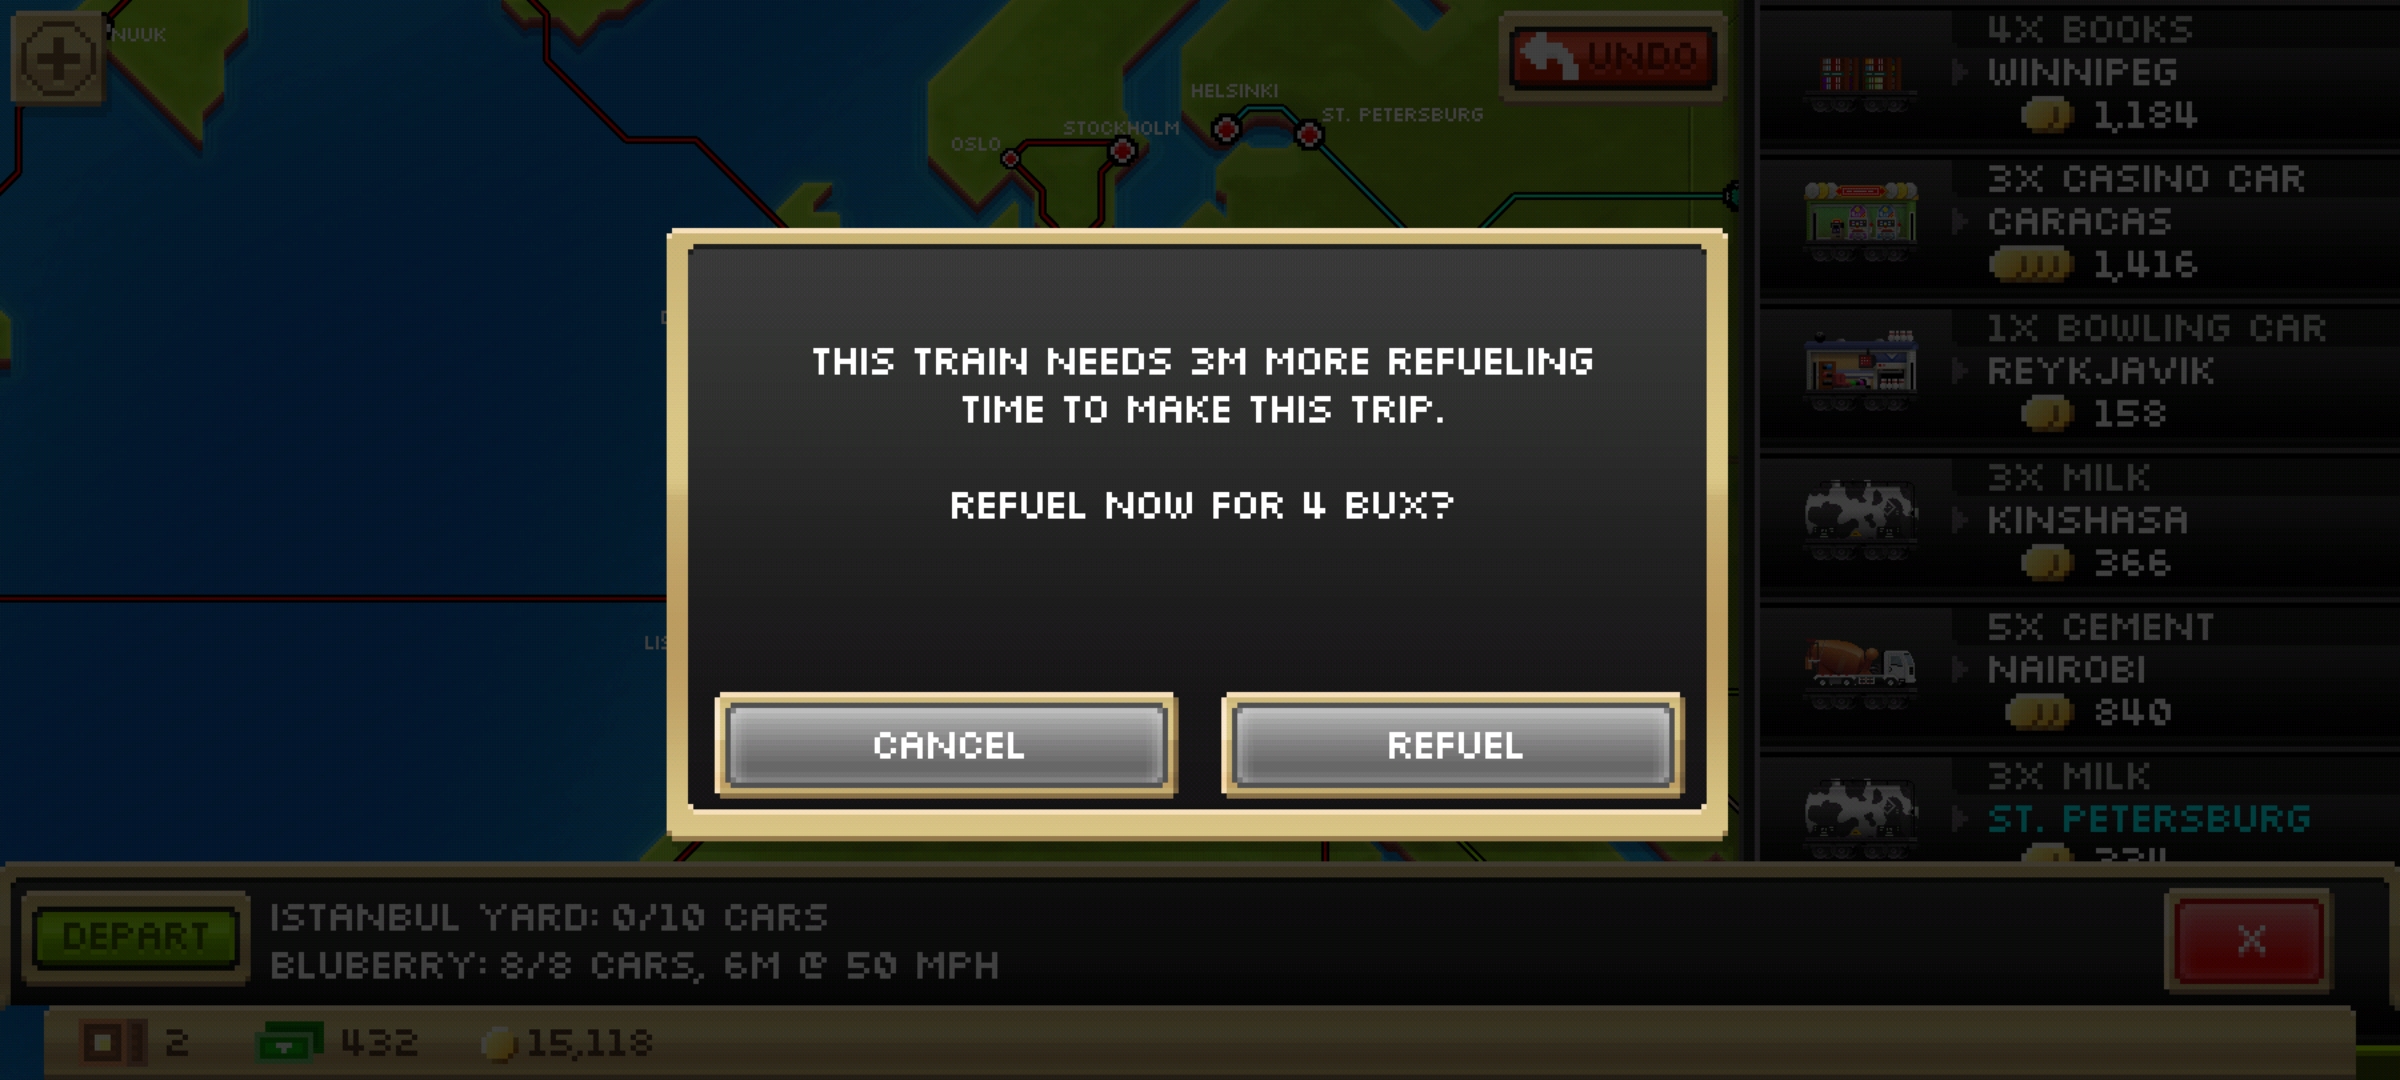 NUUK
UNDO
HELSINKI
ST. PETERSBURG
STOCKHOLM
OSLO
4X BOOKS
WINNIPEG
1,184
3X CASINO CAR
CARACAS
1,416
1X BOWLING CAR
REYKJAVIK
158
3X MILK
KINSHASA
366
5X CEMENT
NAIROBI
840
3X MILK
ST. PETERSBURG
THIS TRAIN NEEDS 3M MORE REFUELING
TIME TO MAKE THIS TRIP.
REFUEL NOW FOR 4 BUX?
CANCEL
REFUEL
DEPART
ISTANBUL YARD: 0/10 CARS
BLUBERRY: 8/8 CARS, 6M @ 50 MPH
X
2
432
15,118